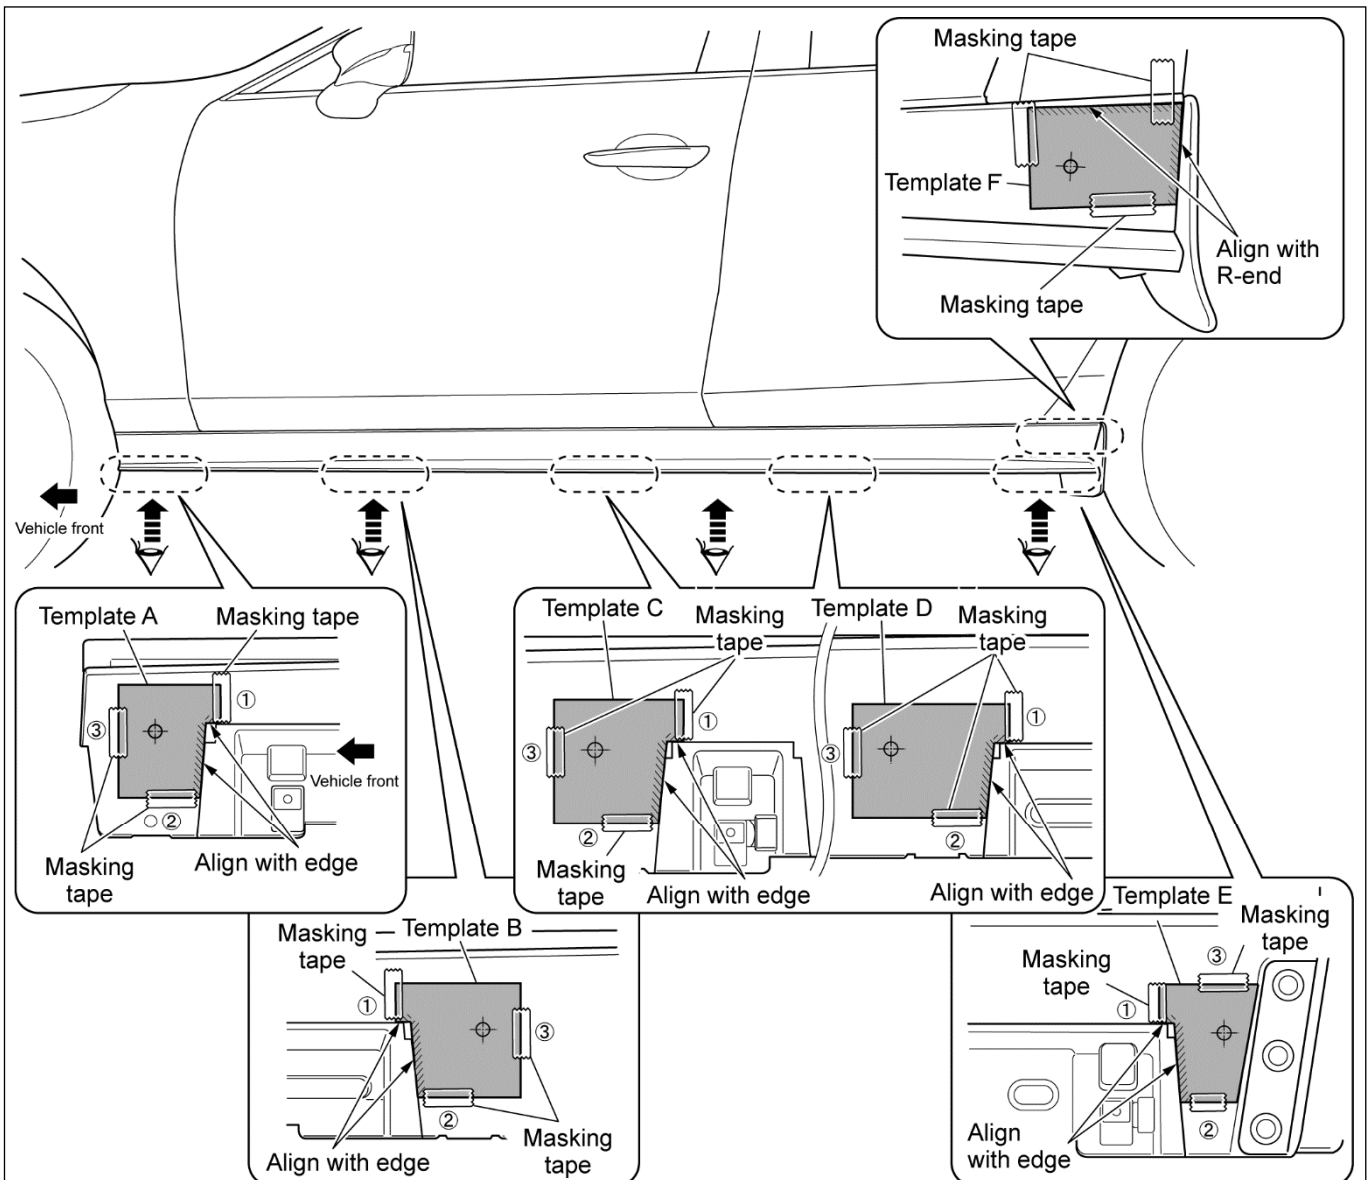 Masking tape
Template F
Align with
R-end
Masking tape
Vehicle front
Template A
Masking tape
①
③
Vehicle front
②
Masking
tape
Align with edge
Template C
Masking
tape
Template D
Masking
tape
①
①
③
③
②
②
Masking
tape
Align with edge
Align with edge
Masking
tape
Template B
①
③
②
Align with edge
Masking
tape
Template E
Masking
tape
③
Masking
tape
①
②
Align
with edge